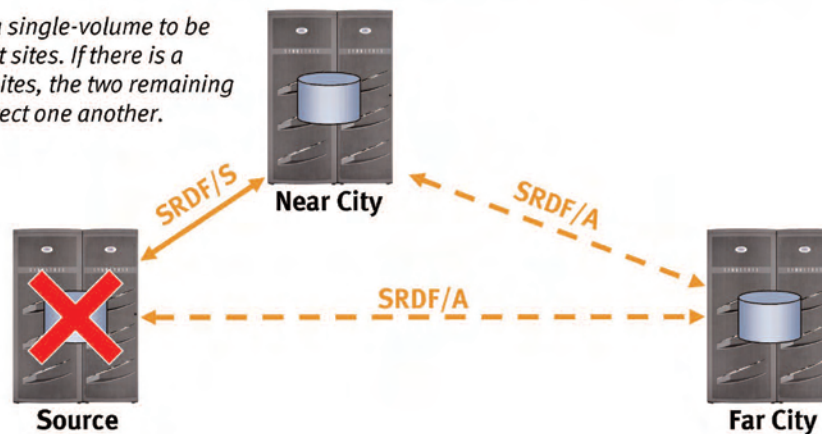 a single-volume to be
t sites. If there is a
sites, the two remaining
ect one another.
SRDF/S
Near City
SRDF/A
SRDF/A
Source
Far City